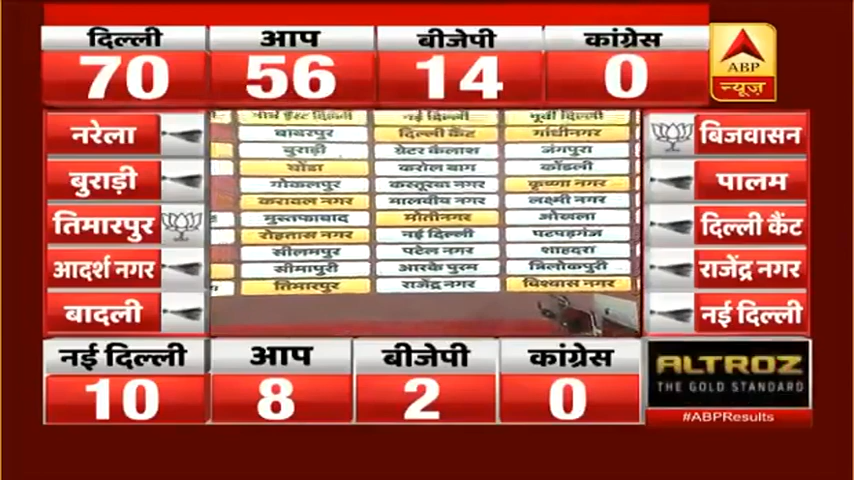 दिल्ली आप बीजेपी कांग्रेस
70 56 14 0
ABP
न्यूज़
नरेला
बुराड़ी
तिमारपुर
आदर्श नगर
बादली
नई दिल्ली पूर्वी दिल्ली
बाबरपुर दिल्ली कैंट गांधीनगर
बुराड़ी ग्रेटर कैलाश जंगपुरा
घोंडा करोल बाग कोंडली
गोकलपुर कस्तूरबा नगर कृष्णा नगर
करावल नगर मालवीय नगर लक्ष्मी नगर
मुस्तफाबाद मोतीनगर ओखला
रोहतास नगर नई दिल्ली पटपड़गंज
सीलमपुर पटेल नगर शाहदरा
सीमापुरी आरके पुरम त्रिलोकपुरी
तिमारपुर राजेंद्र नगर विश्वास नगर
बिजवासन
पालम
दिल्ली कैंट
राजेंद्र नगर
नई दिल्ली
नई दिल्ली आप बीजेपी कांग्रेस
10 8 2 0
ALTROZ
THE GOLD STANDARD
#ABPResults